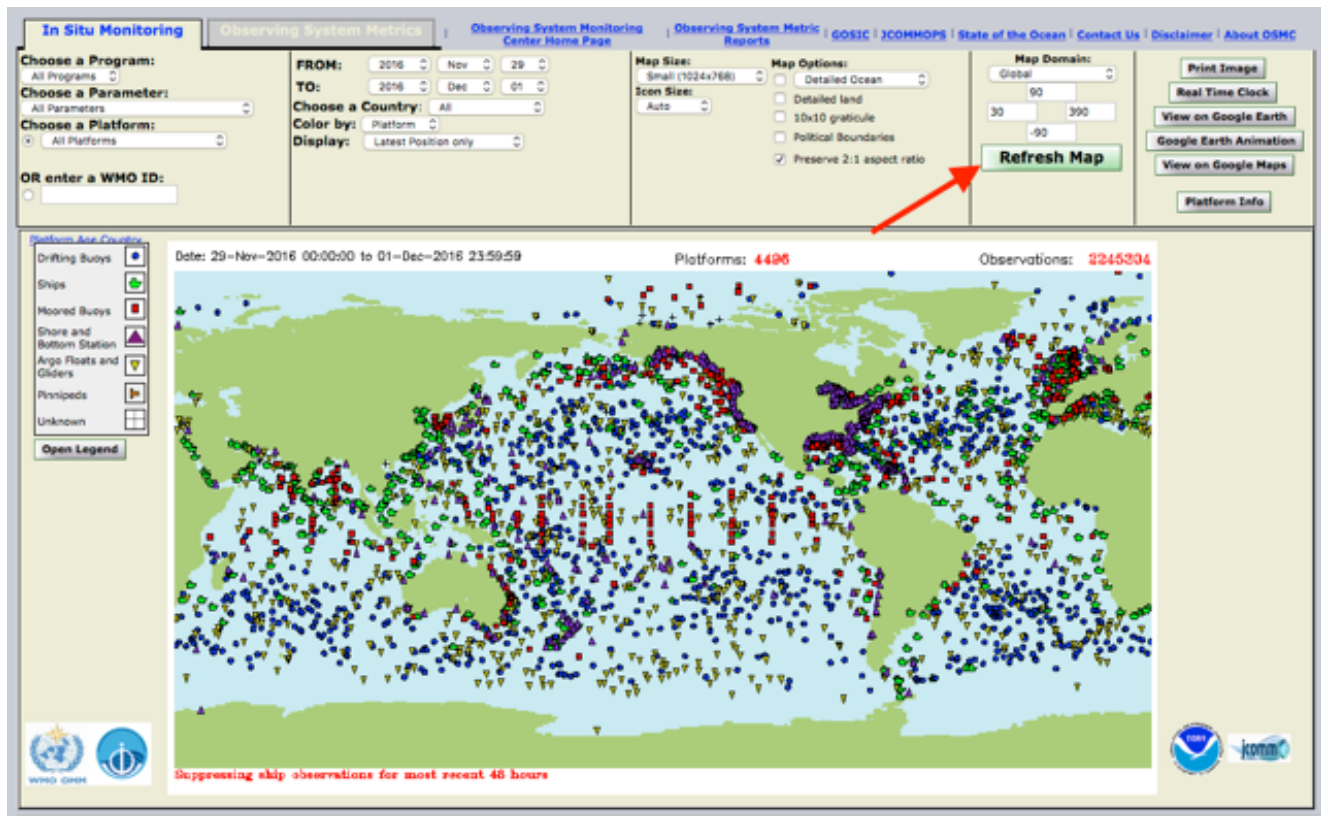 In Situ Monitoring
Observing System Metrics
Observing System Monitoring Center Home Page
Observing System Metric Reports
GOSIC
JCOMMOPS
State of the Ocean
Contact Us
Disclaimer
About OSMC
Choose a Program:
All Programs
Choose a Parameter:
All Parameters
Choose a Platform:
All Platforms
OR enter a WMO ID:
FROM: 2016 Nov 29
TO: 2016 Dec 01
Choose a Country: All
Color by: Platform
Display: Latest Position only
Map Size:
Small (1024x768)
Icon Size:
Auto
Map Options:
Detailed Ocean
Detailed land
10x10 graticule
Political Boundaries
Preserve 2:1 aspect ratio
Map Domain:
Global
90
30 390
-90
Refresh Map
Print Image
Real Time Clock
View on Google Earth
Google Earth Animation
View on Google Maps
Platform Info
Platform Age Country
Drifting Buoys
Ships
Moored Buoys
Shore and
Bottom Station
Argo Floats and
Gliders
Pinnipeds
Unknown
Open Legend
Date: 29-Nov-2016 00:00:00 to 01-Dec-2016 23:59:59
Platforms: 4496
Observations: 2245304
Suppressing ship observations for most recent 48 hours
WMO OMM
jcomm